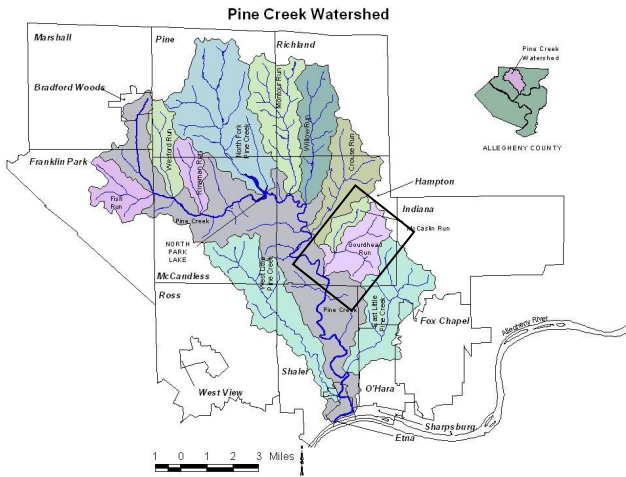 Pine Creek Watershed
Marshall
Pine
Richland
Pine Creek
Watershed
ALLEGHENY COUNTY
Bradford Woods
Montour Run
Willow Run
Crouse Run
North Fork
Pine Creek
Wexford Run
Rinaman Run
Franklin Park
Fish
Run
Pine Creek
Hampton
Indiana
McCaslin Run
Gourdhead
Run
NORTH
PARK
LAKE
McCandless
West Little
Pine Creek
Ross
Pine Creek
East Little
Pine Creek
Fox Chapel
Allegheny River
Shaler
O'Hara
West View
Sharpsburg
Etna
1 0 1 2 3 Miles
N